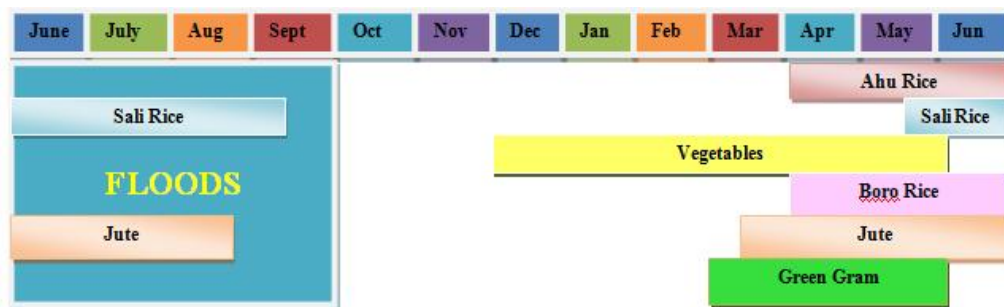 June July Aug Sept Oct Nov Dec Jan Feb Mar Apr May Jun
Ahu Rice
Sali Rice Sali Rice
Vegetables
FLOODS
Boro Rice
Jute Jute
Green Gram